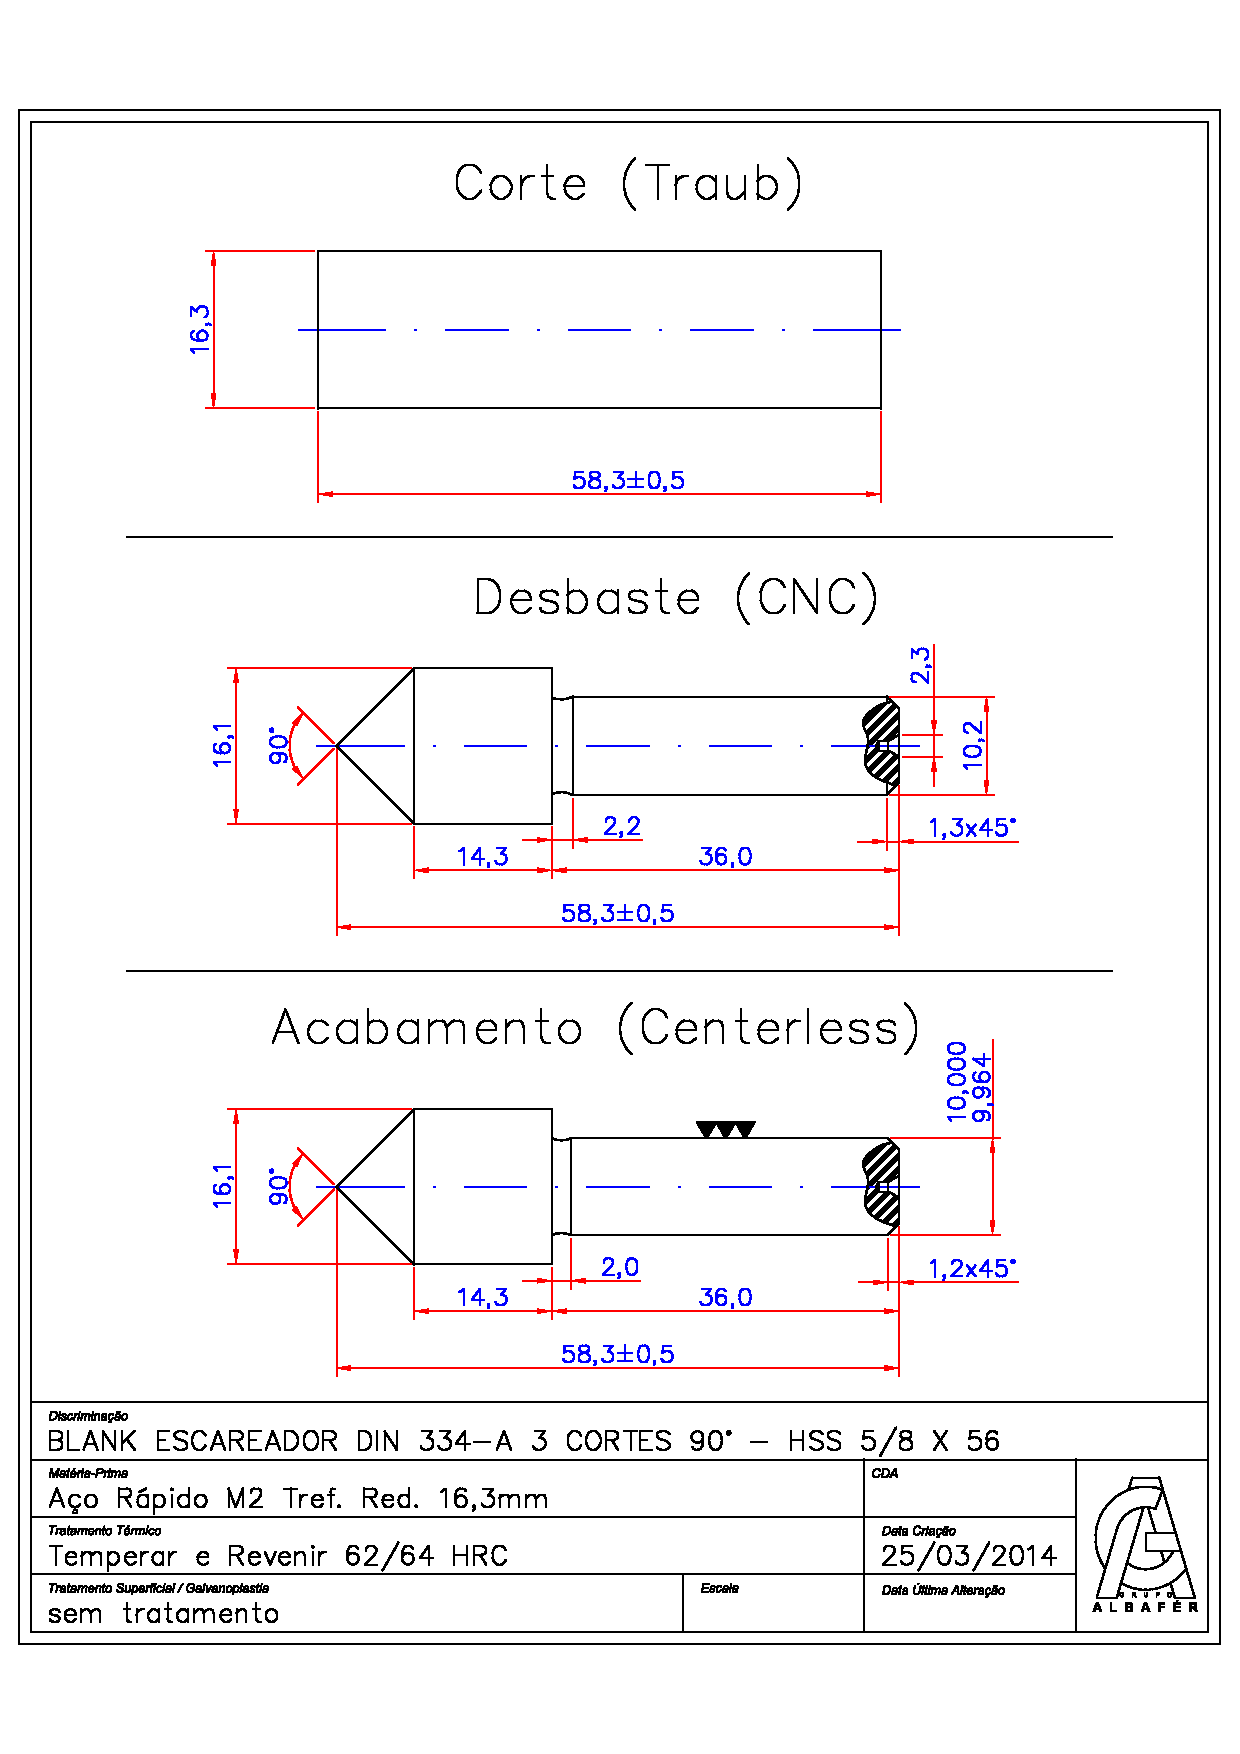 Corte (Traub)
16,3
58,3±0,5
Desbaste (CNC)
2,3
16,1
90°
10,2
2,2
1,3x45°
14,3
36,0
58,3±0,5
Acabamento (Centerless)
10,000
9,964
16,1
90°
2,0
1,2x45°
14,3
36,0
58,3±0,5
Discriminação
BLANK ESCAREADOR DIN 334-A 3 CORTES 90° - HSS 5/8 X 56
Matéria-Prima
CDA
Aço Rápido M2 Tref. Red. 16,3mm
Tratamento Térmico
Data Criação
Temperar e Revenir 62/64 HRC
25/03/2014
Tratamento Superficial / Galvanoplastia
Escala
Data Última Alteração
sem tratamento
GRUPO
ALBAFÉR